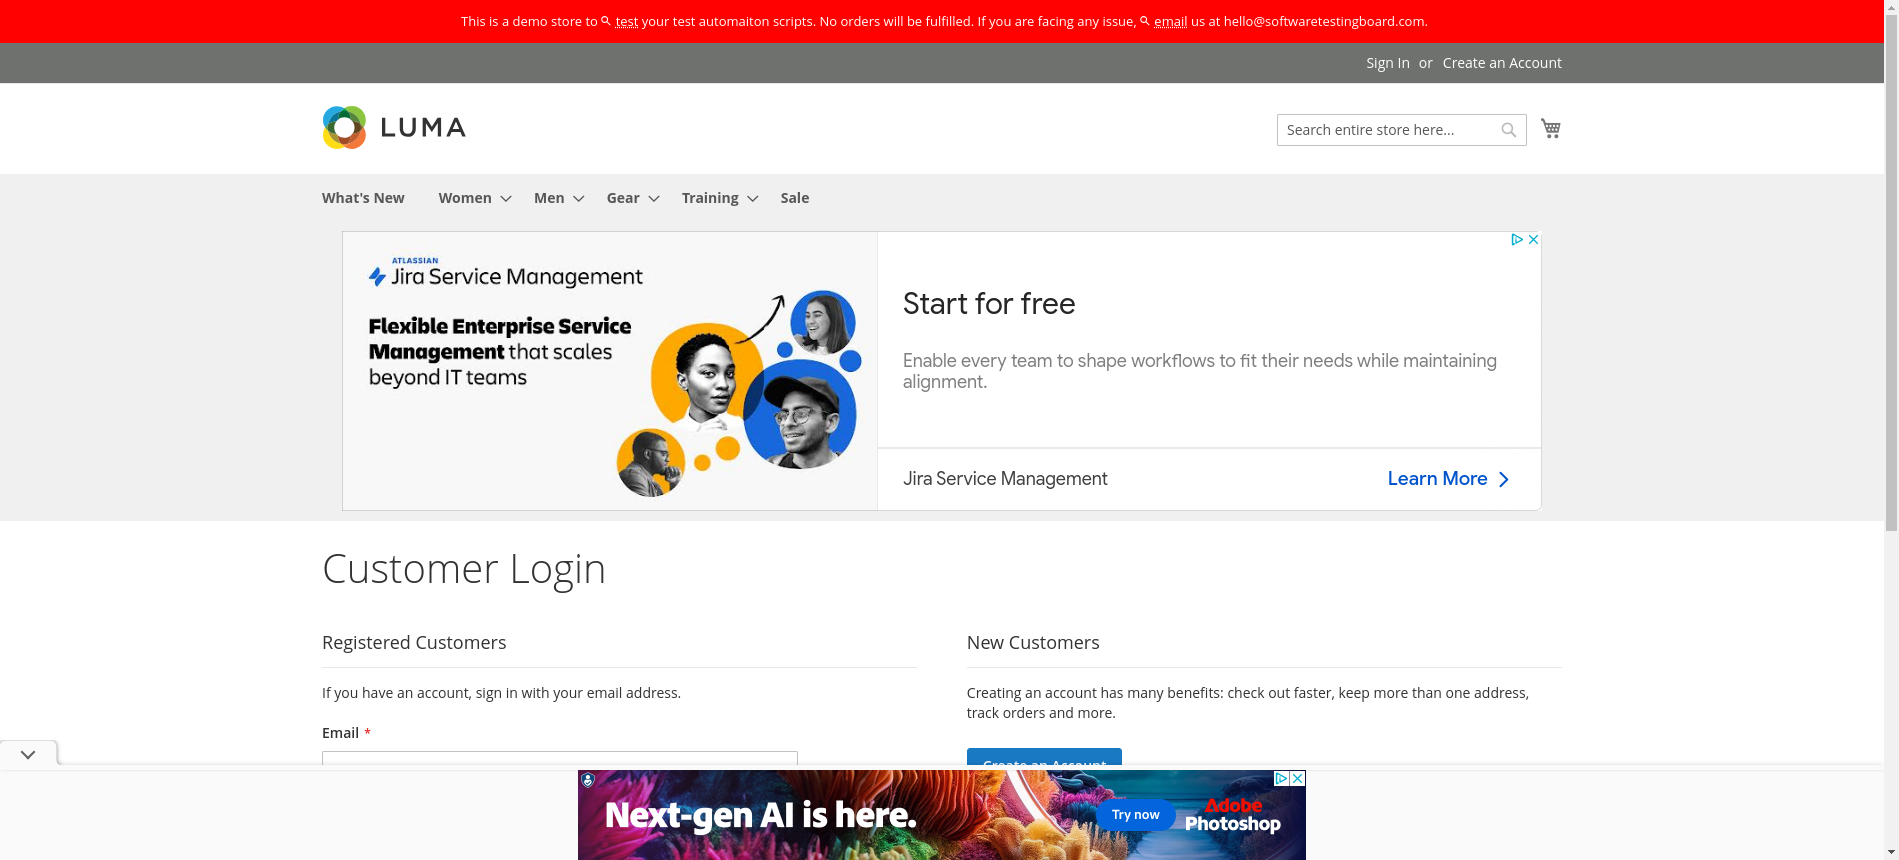 This is a demo store to test your test automaiton scripts. No orders will be fulfilled. If you are facing any issue, email us at hello@softwaretestingboard.com.
Sign In or Create an Account
LUMA
Search entire store here...
What's New Women Men Gear Training Sale
ATLASSIAN
Jira Service Management
Flexible Enterprise Service
Management that scales
beyond IT teams
Start for free
Enable every team to shape workflows to fit their needs while maintaining
alignment.
Jira Service Management
Learn More
Customer Login
Registered Customers
If you have an account, sign in with your email address.
Email *
New Customers
Creating an account has many benefits: check out faster, keep more than one address,
track orders and more.
Create an Account
Next-gen AI is here.
Try now
Adobe
Photoshop